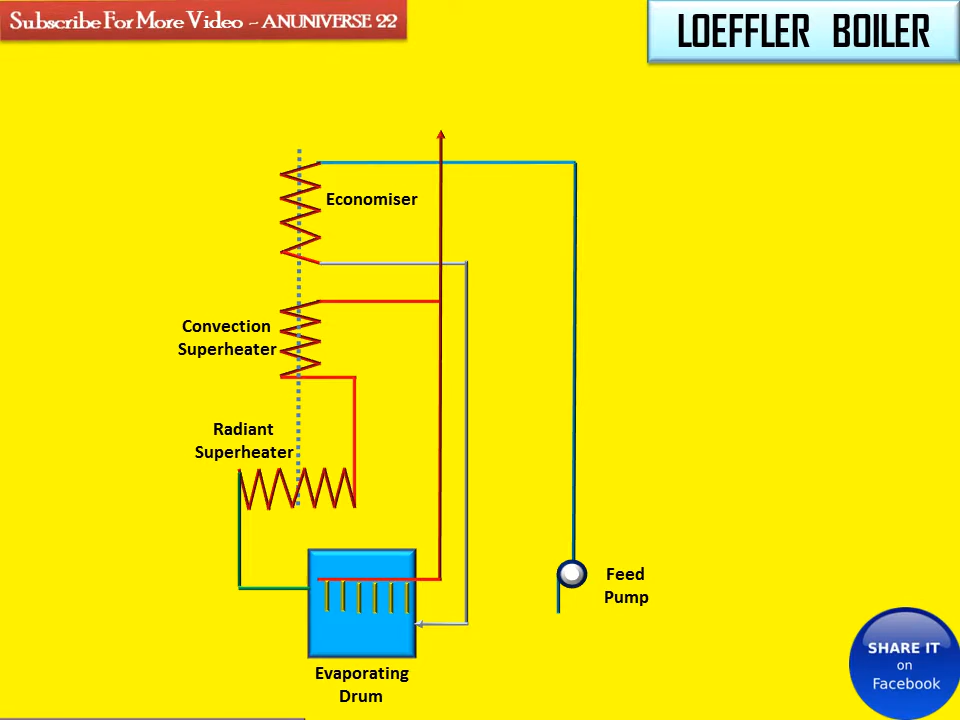 Subscribe For More Video – ANUNIVERSE 22
LOEFFLER BOILER
Economiser
Convection
Superheater
Radiant
Superheater
Feed
Pump
Evaporating
Drum
SHARE IT
on
Facebook